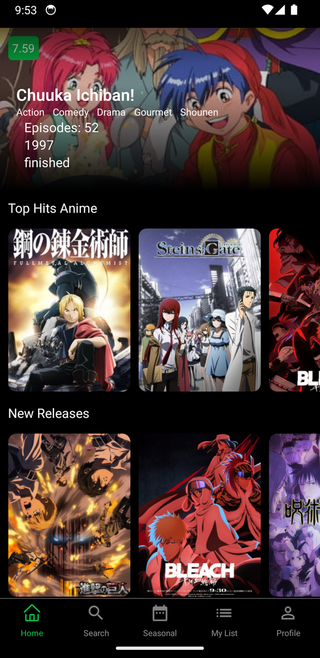 9:53
7.59
Chuuka Ichiban!
Action Comedy Drama Gourmet Shounen
Episodes: 52
1997
finished
Top Hits Anime
鋼の錬金術師
FULLMETAL ALCHEMIST
Steins;Gate
BL
New Releases
進撃の巨人
BLEACH
9.30
呪術
Home
Search
Seasonal
My List
Profile